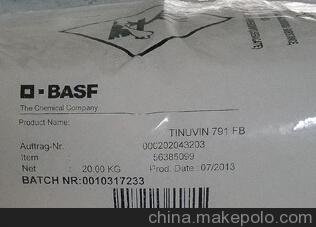 BASF
The Chemical Company
Product Name:
TINUVIN 791 FB
Auftrag-Nr. 000202043203
Item 56385099
Net : 20.00 KG Prod. Date : 07/2013
BATCH NR:0010317233
china.makepolo.com